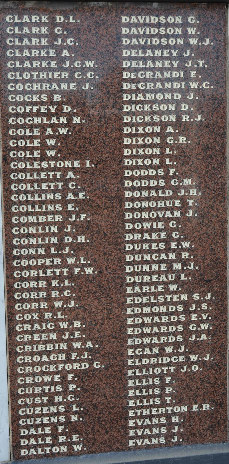 CLARK D.L.
CLARK G.
CLARK J.C.
CLARKE A.
CLARKE J.C.W.
CLOTHIER C.C.
COCHRANE J.
COCKS B.
COFFEY D.
COCHLAN N.
COLE A.W.
COLE W.
COLE W.
COLESTONE I.
COLLETT A.
COLLETT C.
COLLINS A.E.
COLLINS E.
COMBER J.F.
CONLIN J.
CONLIN D.H.
CONN L.J.
COOPER W.L.
CORLETT F.W.
CORR K.L.
CORR R.C.
CORR W.J.
COX R.L.
CRAIG W.B.
CREEN J.E.
CRIBBIN W.A.
CROACH F.J.
CROCKFORD G.
CROWE F.
CURTIS P.
CUST H.G.
CUZENS L.
CUZENS N.
DALE F.
DALE R.E.
DALTON W.
DAVIDSON G.
DAVIDSON W.
DAVIDSON W.J.
DELANEY J.
DELANEY J.T.
DEGRANDI E.
DEGRANDI W.C.
DIAMOND J.
DICKSON D.
DICKSON R.J.
DIXON A.
DIXON G.R.
DIXON L.
DIXON L.
DODDS F.
DODDS G.M.
DONALD J.H.
DONOHUE T.
DONOVAN J.
DOWIE C.
DRAKE G.
DUKES E.W.
DUNCAN R.
DUNNE M.J.
DUREAU L.
EARLE W.
EDELSTEN S.J.
EDMONDS J.S.
EDWARDS E.V.
EDWARDS G.W.
EDWARDS J.A.
EGAN W.J.
ELDRIDGE W.J.
ELLIOTT J.O.
ELLIS F.
ELLIS P.
ELLIS T.
ETHERTON E.R.
EVANS H.
EVANS J.
EVANS J.